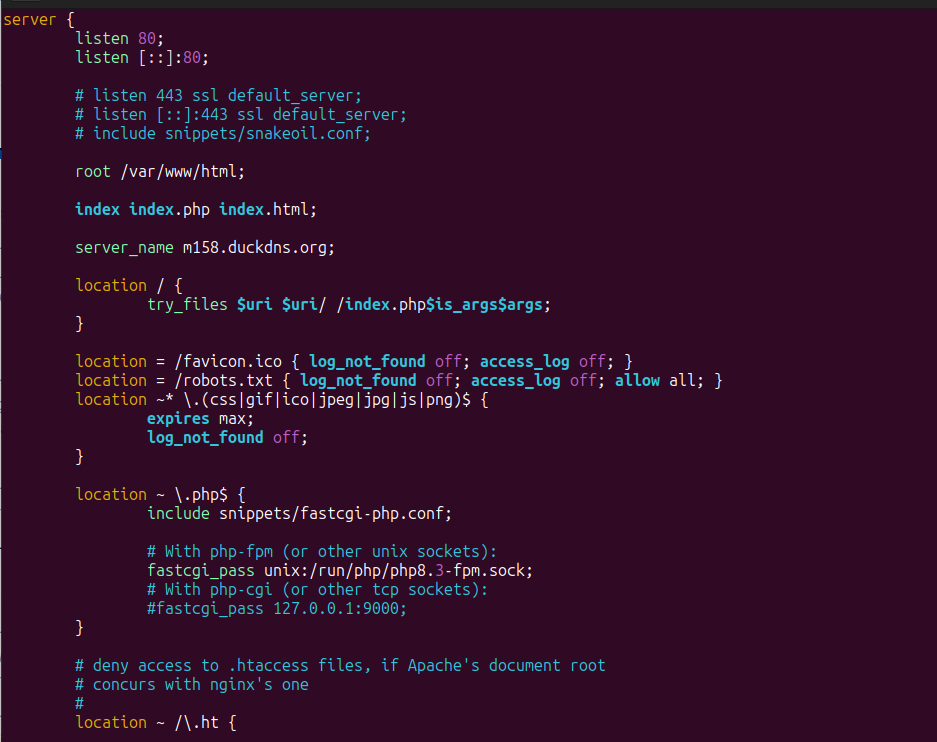 server {
        listen 80;
        listen [::]:80;

        # listen 443 ssl default_server;
        # listen [::]:443 ssl default_server;
        # include snippets/snakeoil.conf;

        root /var/www/html;

        index index.php index.html;

        server_name m158.duckdns.org;

        location / {
                try_files $uri $uri/ /index.php$is_args$args;
        }

        location = /favicon.ico { log_not_found off; access_log off; }
        location = /robots.txt { log_not_found off; access_log off; allow all; }
        location ~* \.(css|gif|ico|jpeg|jpg|js|png)$ {
                expires max;
                log_not_found off;
        }

        location ~ \.php$ {
                include snippets/fastcgi-php.conf;

                # With php-fpm (or other unix sockets):
                fastcgi_pass unix:/run/php/php8.3-fpm.sock;
                # With php-cgi (or other tcp sockets):
                #fastcgi_pass 127.0.0.1:9000;
        }

        # deny access to .htaccess files, if Apache's document root
        # concurs with nginx's one
        #
        location ~ /\.ht {